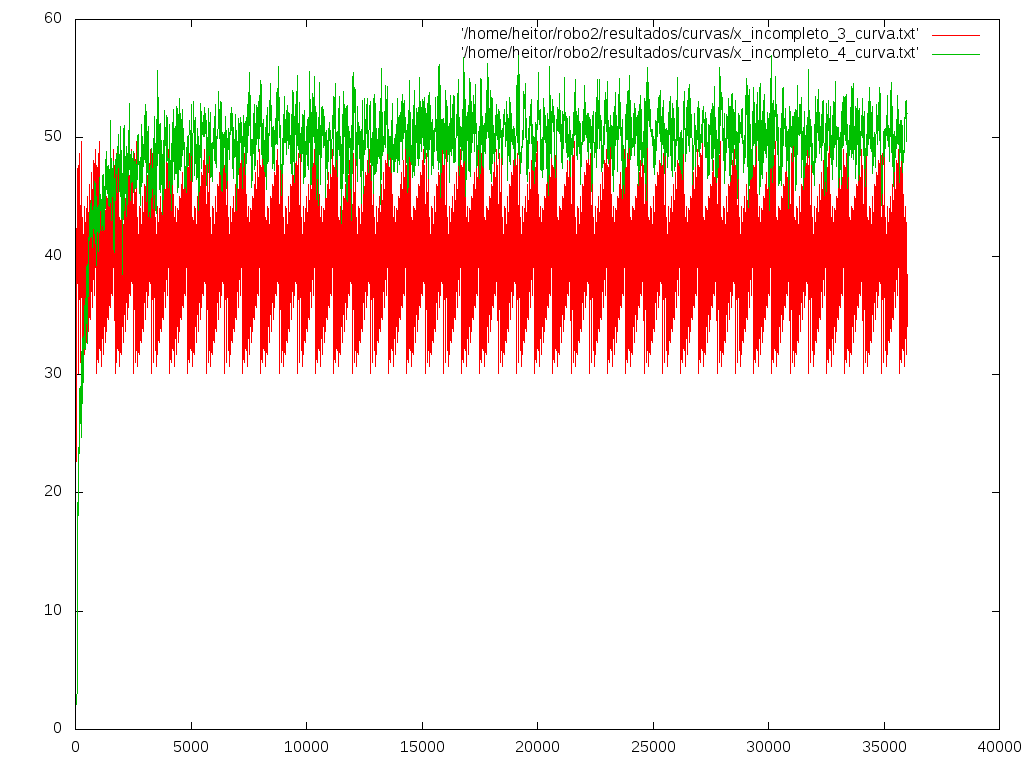 '/home/heitor/robo2/resultados/curvas/x_incompleto_3_curva.txt'
'/home/heitor/robo2/resultados/curvas/x_incompleto_4_curva.txt'
60
50
40
30
20
10
0
0 5000 10000 15000 20000 25000 30000 35000 40000